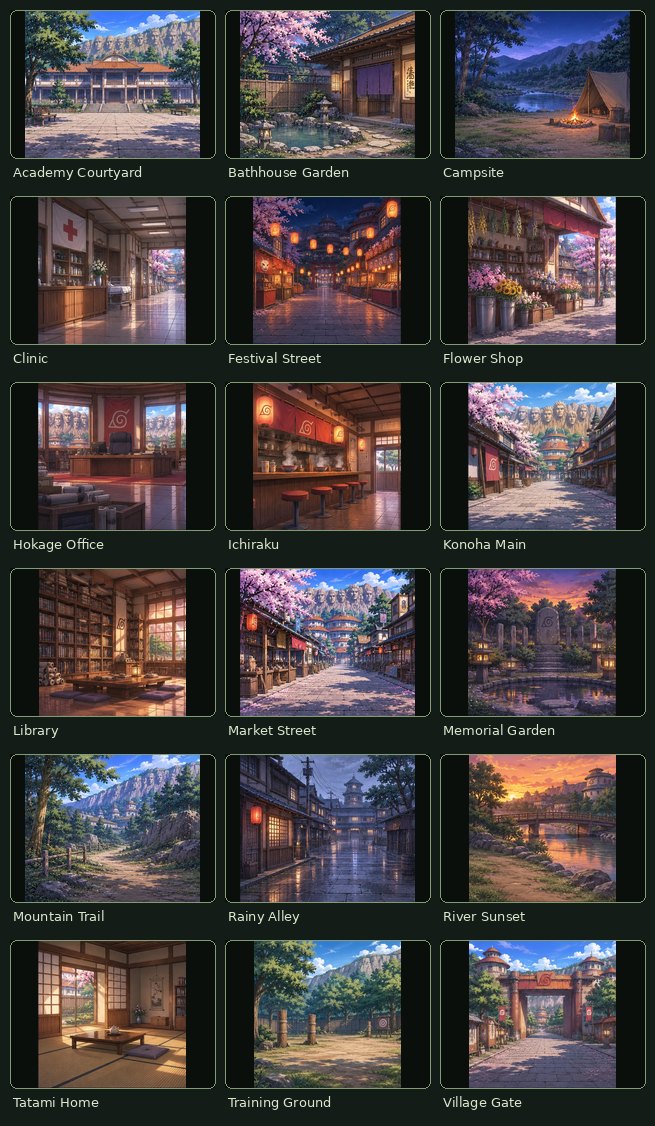 Academy Courtyard
Bathhouse Garden
Campsite
Clinic
Festival Street
Flower Shop
Hokage Office
Ichiraku
Konoha Main
Library
Market Street
Memorial Garden
Mountain Trail
Rainy Alley
River Sunset
Tatami Home
Training Ground
Village Gate